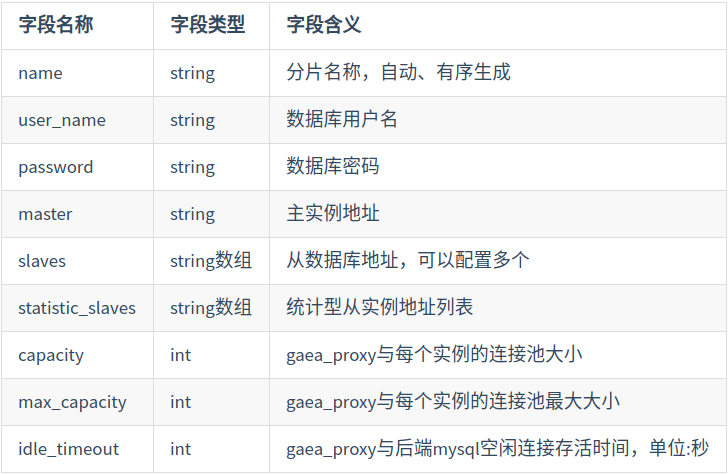 字段名称 字段类型 字段含义
name string 分片名称，自动、有序生成
user_name string 数据库用户名
password string 数据库密码
master string 主实例地址
slaves string数组 从数据库地址，可以配置多个
statistic_slaves string数组 统计型从实例地址列表
capacity int gaea_proxy与每个实例的连接池大小
max_capacity int gaea_proxy与每个实例的连接池最大大小
idle_timeout int gaea_proxy与后端mysql空闲连接存活时间，单位:秒